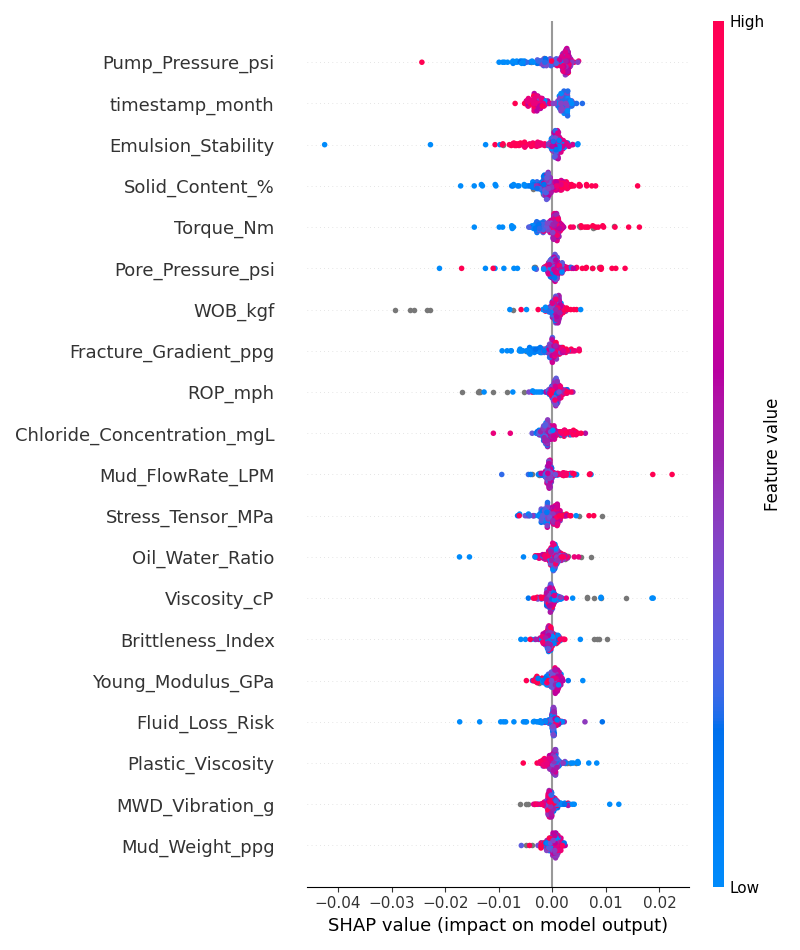 High
Pump_Pressure_psi
timestamp_month
Emulsion_Stability
Solid_Content_%
Torque_Nm
Pore_Pressure_psi
WOB_kgf
Fracture_Gradient_ppg
ROP_mph
Chloride_Concentration_mgL
Mud_FlowRate_LPM
Stress_Tensor_MPa
Oil_Water_Ratio
Viscosity_cP
Brittleness_Index
Young_Modulus_GPa
Fluid_Loss_Risk
Plastic_Viscosity
MWD_Vibration_g
Mud_Weight_ppg
Feature value
Low
−0.04 −0.03 −0.02 −0.01 0.00 0.01 0.02
SHAP value (impact on model output)